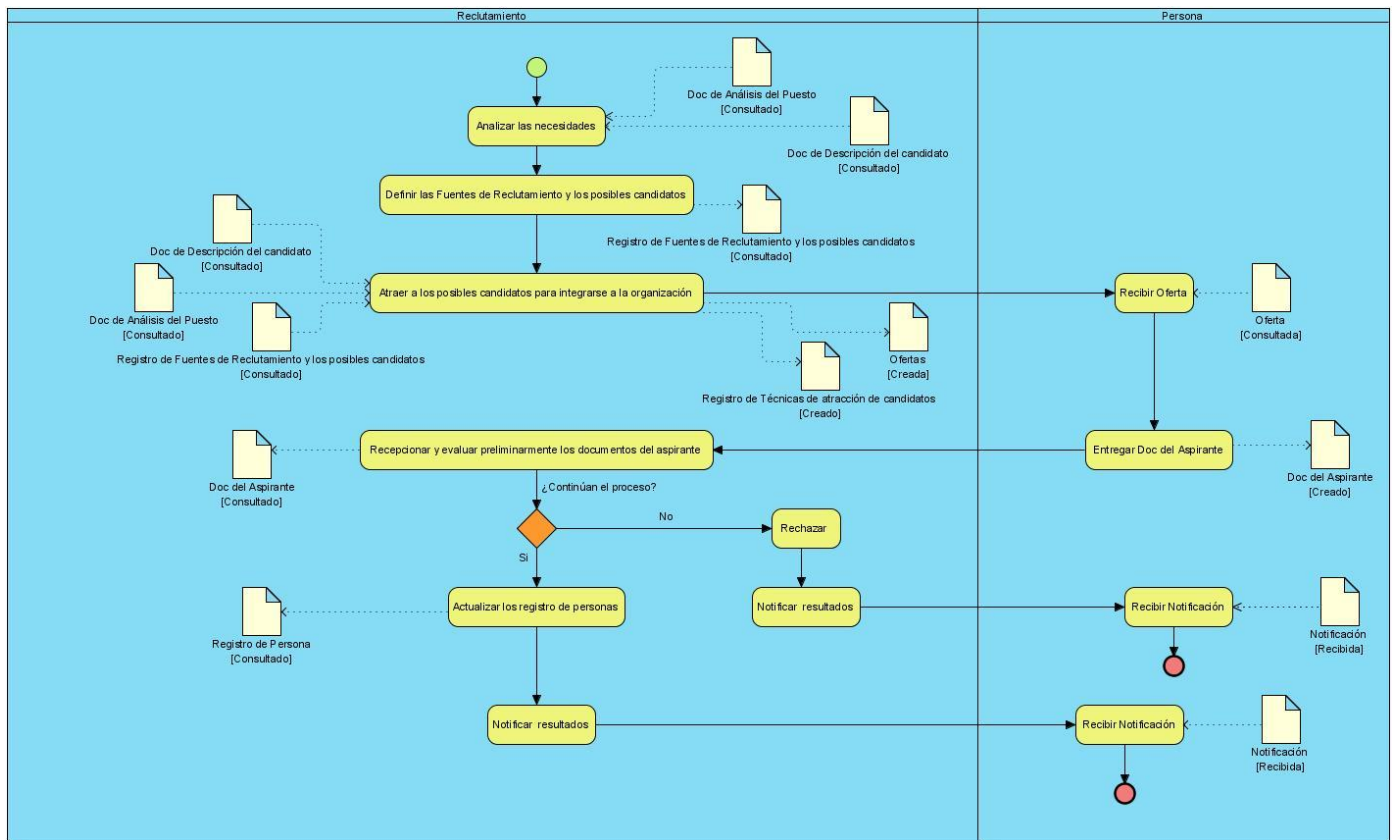 Reclutamiento
Persona
Doc de Análisis del Puesto
[Consultado]
Analizar las necesidades
Doc de Descripción del candidato
[Consultado]
Definir las Fuentes de Reclutamiento y los posibles candidatos
Registro de Fuentes de Reclutamiento y los posibles candidatos
[Consultado]
Doc de Descripción del candidato
[Consultado]
Atraer a los posibles candidatos para integrarse a la organización
Recibir Oferta
Doc de Análisis del Puesto
[Consultado]
Oferta
[Consultada]
Registro de Fuentes de Reclutamiento y los posibles candidatos
[Consultado]
Ofertas
[Creada]
Registro de Técnicas de atracción de candidatos
[Creado]
Recepcionar y evaluar preliminarmente los documentos del aspirante
Entregar Doc del Aspirante
Doc del Aspirante
[Consultado]
Doc del Aspirante
[Creado]
¿Continúan el proceso?
No
Rechazar
Si
Actualizar los registro de personas
Notificar resultados
Recibir Notificación
Registro de Persona
[Consultado]
Notificación
[Recibida]
Notificar resultados
Recibir Notificación
Notificación
[Recibida]